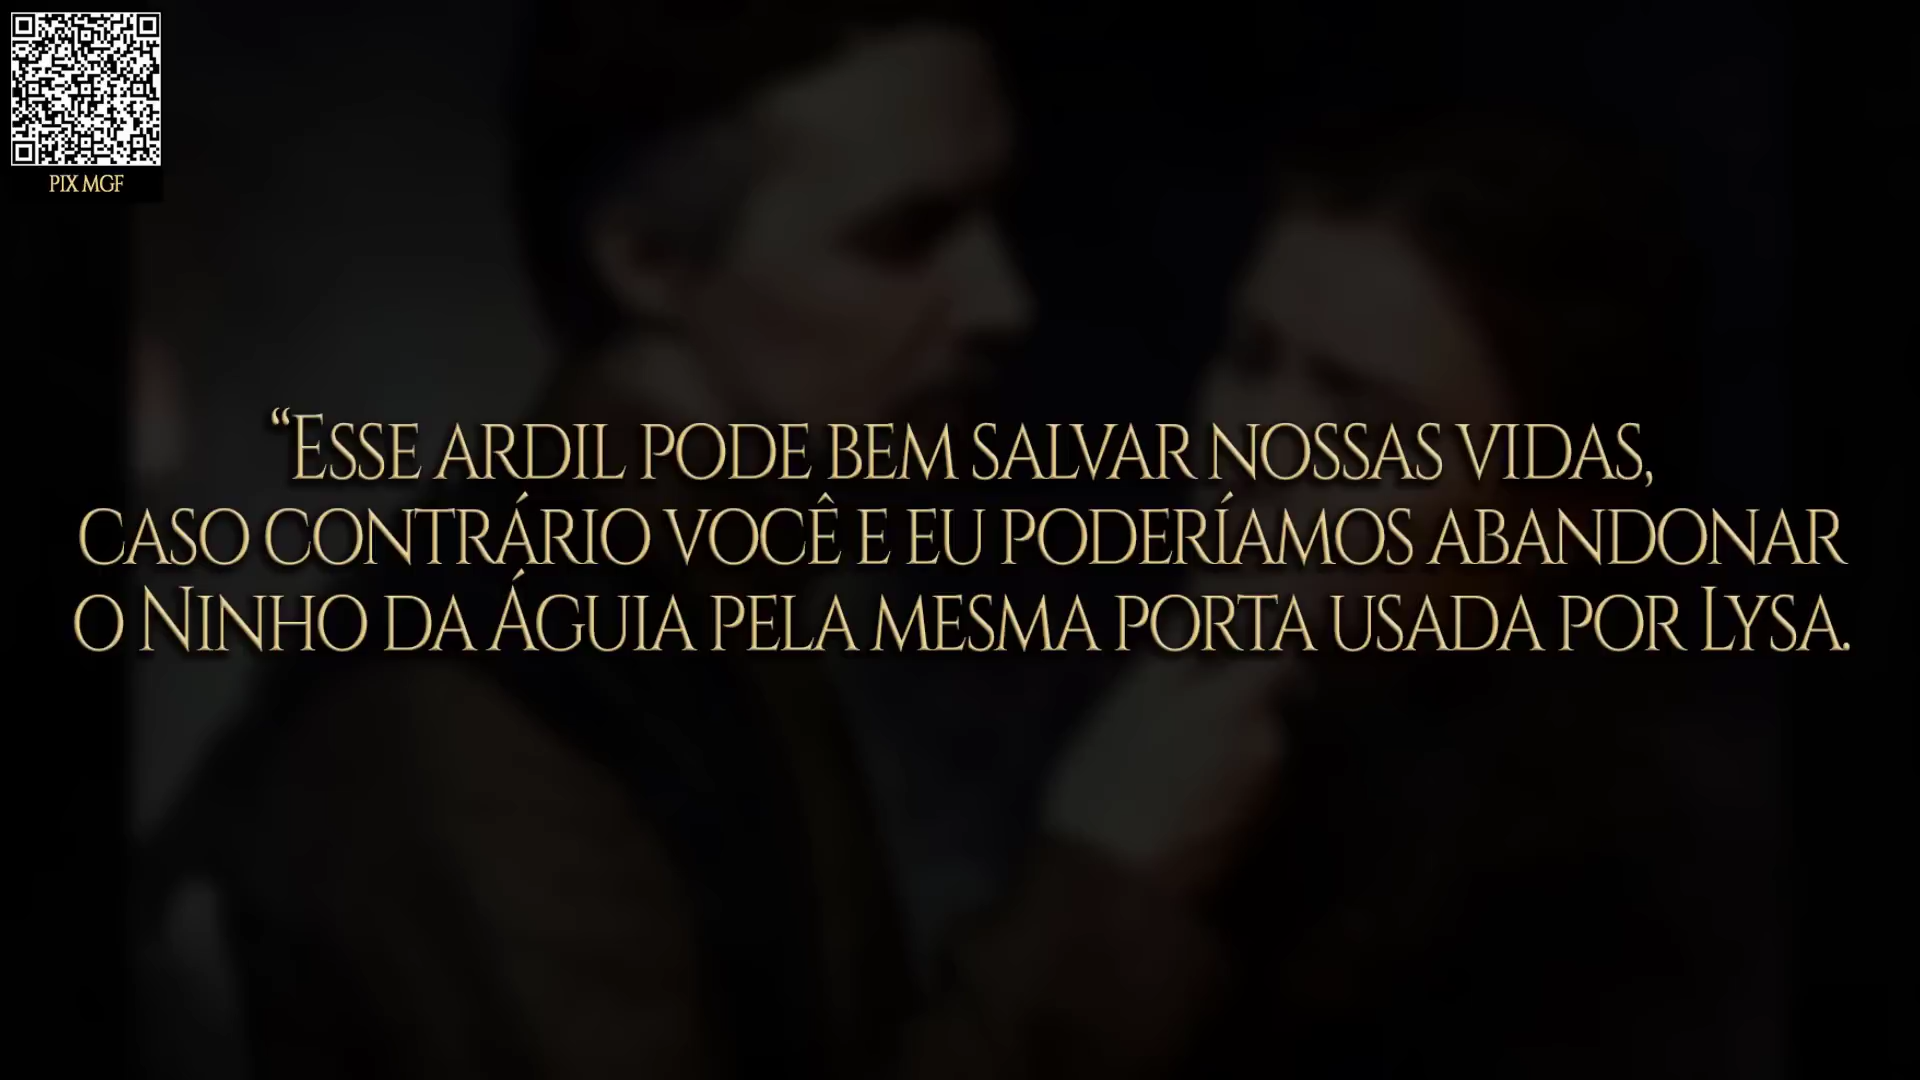 PIX MGF
“Esse ardil pode bem salvar nossas vidas,
caso contrário você e eu poderíamos abandonar
o Ninho da Águia pela mesma porta usada por Lysa.